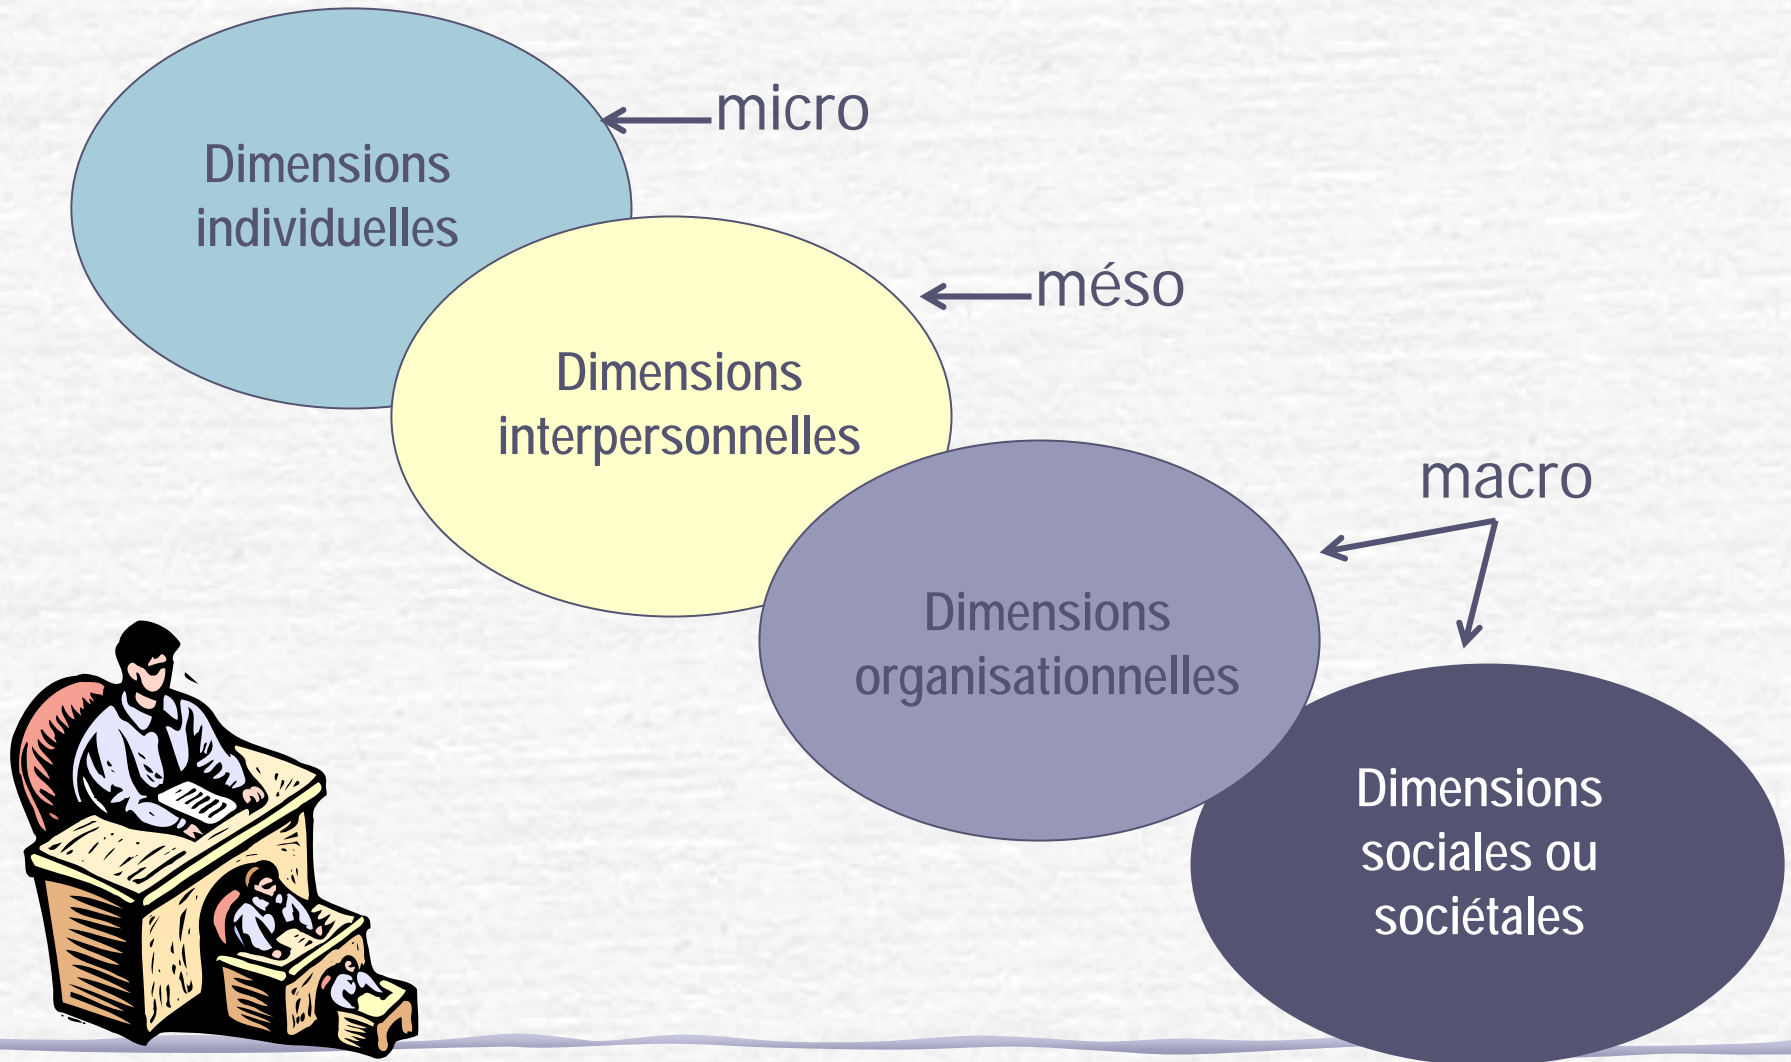 micro
Dimensions
individuelles
méso
Dimensions
interpersonnelles
macro
Dimensions
organisationnelles
Dimensions
sociales ou
sociétales